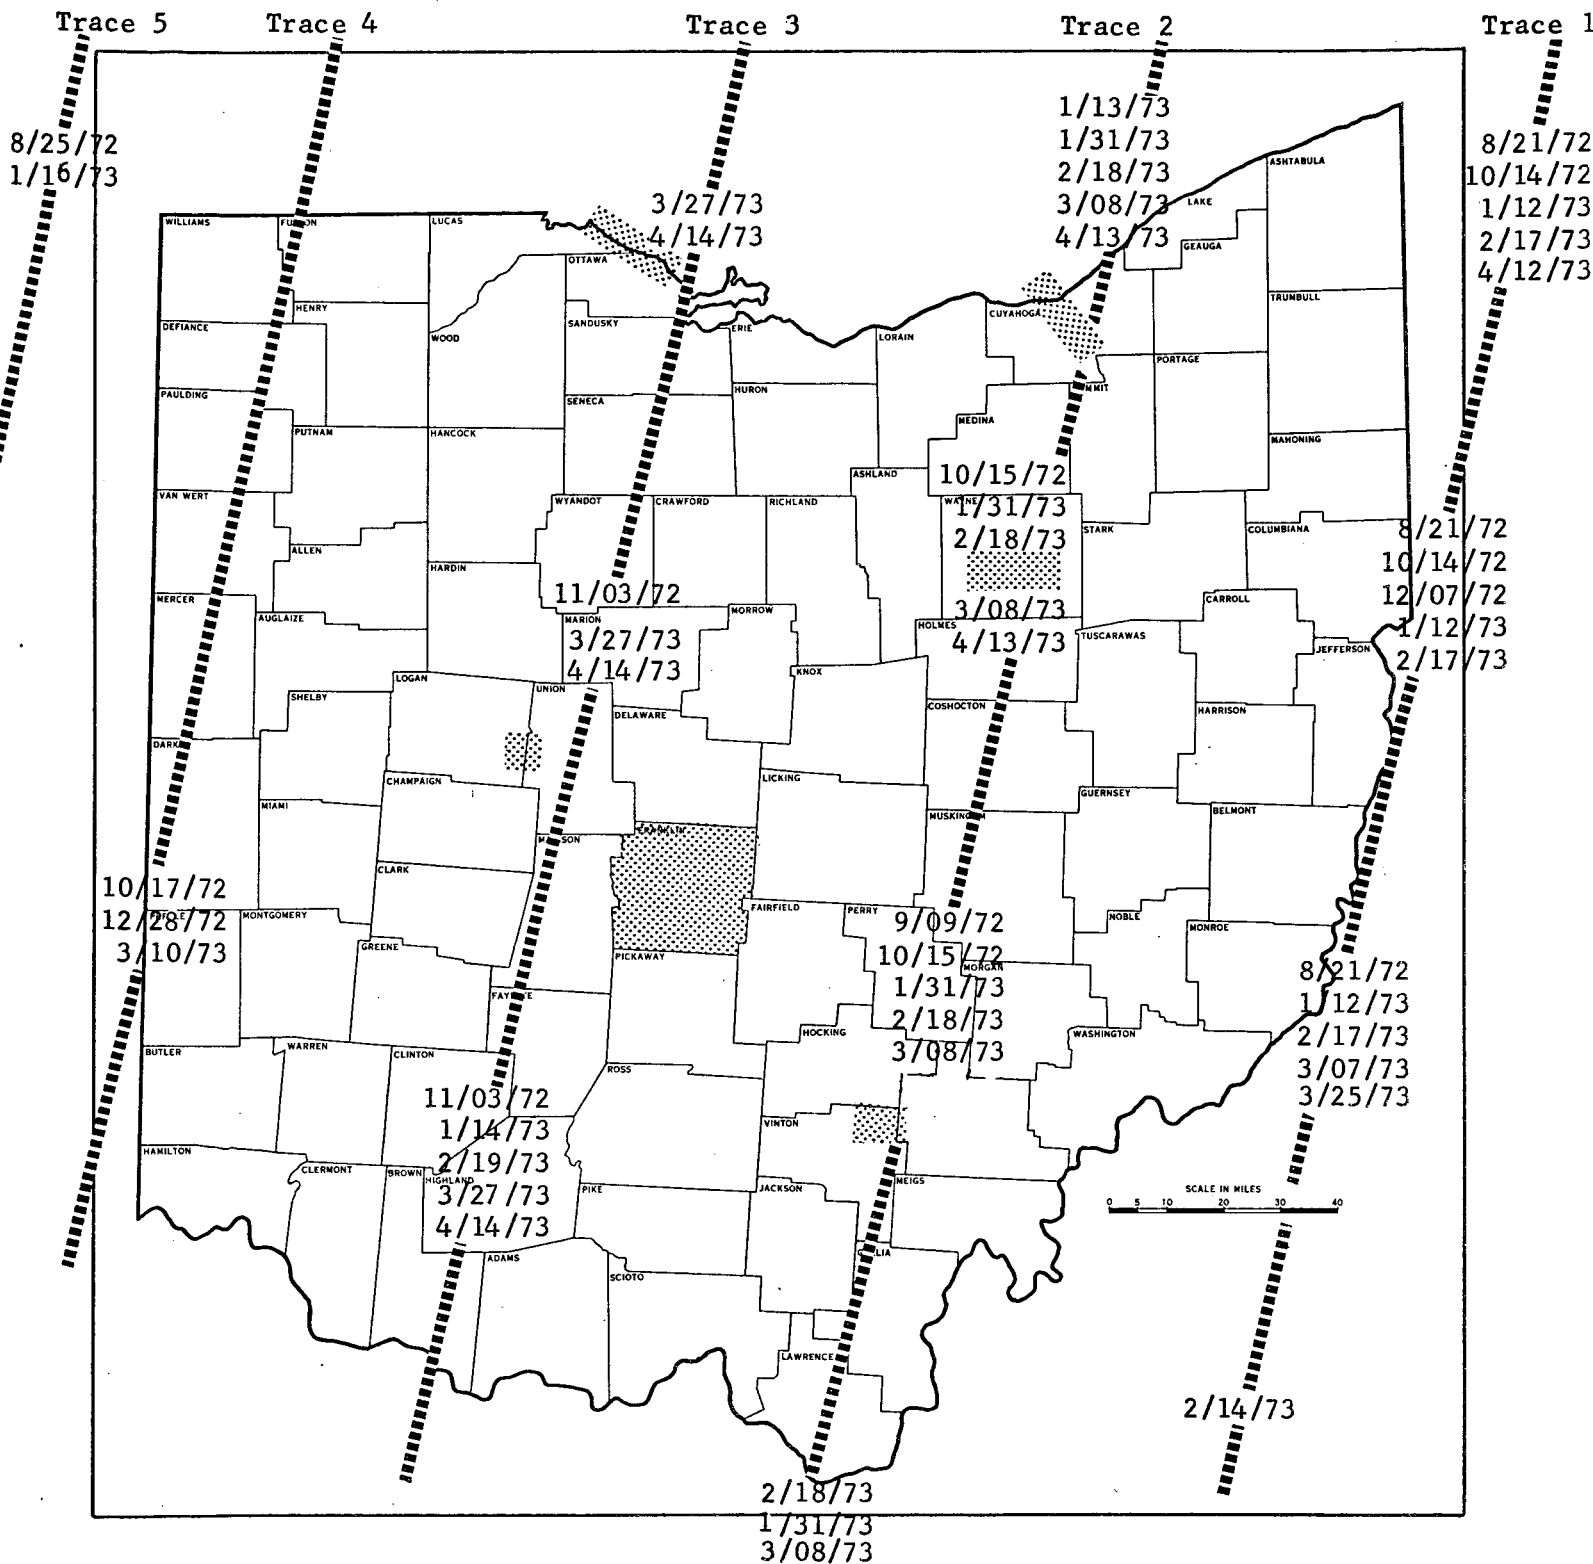 Trace 5
Trace 4
Trace 3
Trace 2
Trace 1
8/25/72
1/16/73
1/13/73
1/31/73
2/18/73
3/08/73
4/13/73
8/21/72
10/14/72
1/12/73
2/17/73
4/12/73
3/27/73
4/14/73
ASHTABULA
LAKE
GEAUGA
WILLIAMS
LUCAS
OTTAWA
TRUMBULL
HENRY
CUYAHOGA
DEFIANCE
SANDUSKY
ERIE
WOOD
LORAIN
PORTAGE
PAULDING
SENECA
HURON
MEDINA
PUTNAM
HANCOCK
MAHONING
ASHLAND
10/15/72
1/31/73
2/18/73
3/08/73
4/13/73
VAN WERT
WYANDOT
CRAWFORD
RICHLAND
WAYNE
STARK
COLUMBIANA
8/21/72
10/14/72
12/07/72
1/12/73
2/17/73
ALLEN
HARDIN
11/03/72
3/27/73
4/14/73
MERCER
AUGLAIZE
MARION
MORROW
HOLMES
CARROLL
TUSCARAWAS
JEFFERSON
LOGAN
KNOX
SHELBY
UNION
DELAWARE
COSHOCTON
HARRISON
CHAMPAIGN
LICKING
GUERNSEY
MIAMI
BELMONT
FRANKLIN
CLARK
10/17/72
12/28/72
3/10/73
MONTGOMERY
GREENE
FAIRFIELD
PERRY
NOBLE
MONROE
9/09/72
10/15/72
1/31/73
2/18/73
3/08/73
PICKAWAY
MORGAN
8/21/72
1/12/73
2/17/73
3/07/73
3/25/73
HOCKING
WASHINGTON
BUTLER
WARREN
CLINTON
ROSS
11/03/72
1/14/73
2/19/73
3/27/73
4/14/73
VINTON
HAMILTON
CLERMONT
BROWN
HIGHLAND
PIKE
JACKSON
MEIGS
SCALE IN MILES
0 5 10 20 30 40
ADAMS
SCIOTO
LAWRENCE
2/14/73
2/18/73
1/31/73
3/08/73